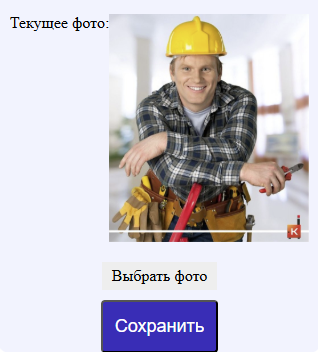 Текущее фото:
Выбрать фото
Сохранить